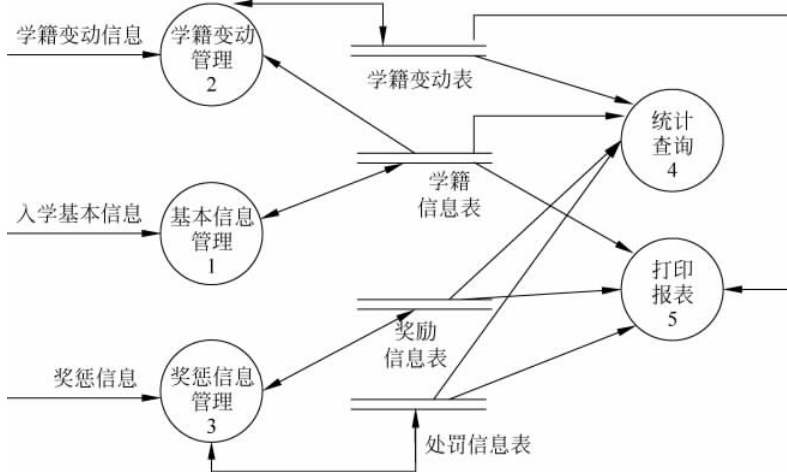 学籍变动信息
学籍变动
管理
2
学籍变动表
统计
查询
4
学籍
信息表
入学基本信息
基本信息
管理
1
打印
报表
5
奖励
信息表
奖惩信息
奖惩信息
管理
3
处罚信息表